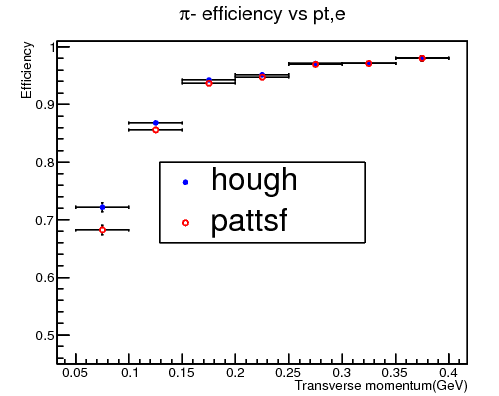 π- efficiency vs pt,e
Efficiency
1
0.9
0.8
0.7
0.6
0.5
hough
pattsf
0.05 0.1 0.15 0.2 0.25 0.3 0.35 0.4
Transverse momentum(GeV)